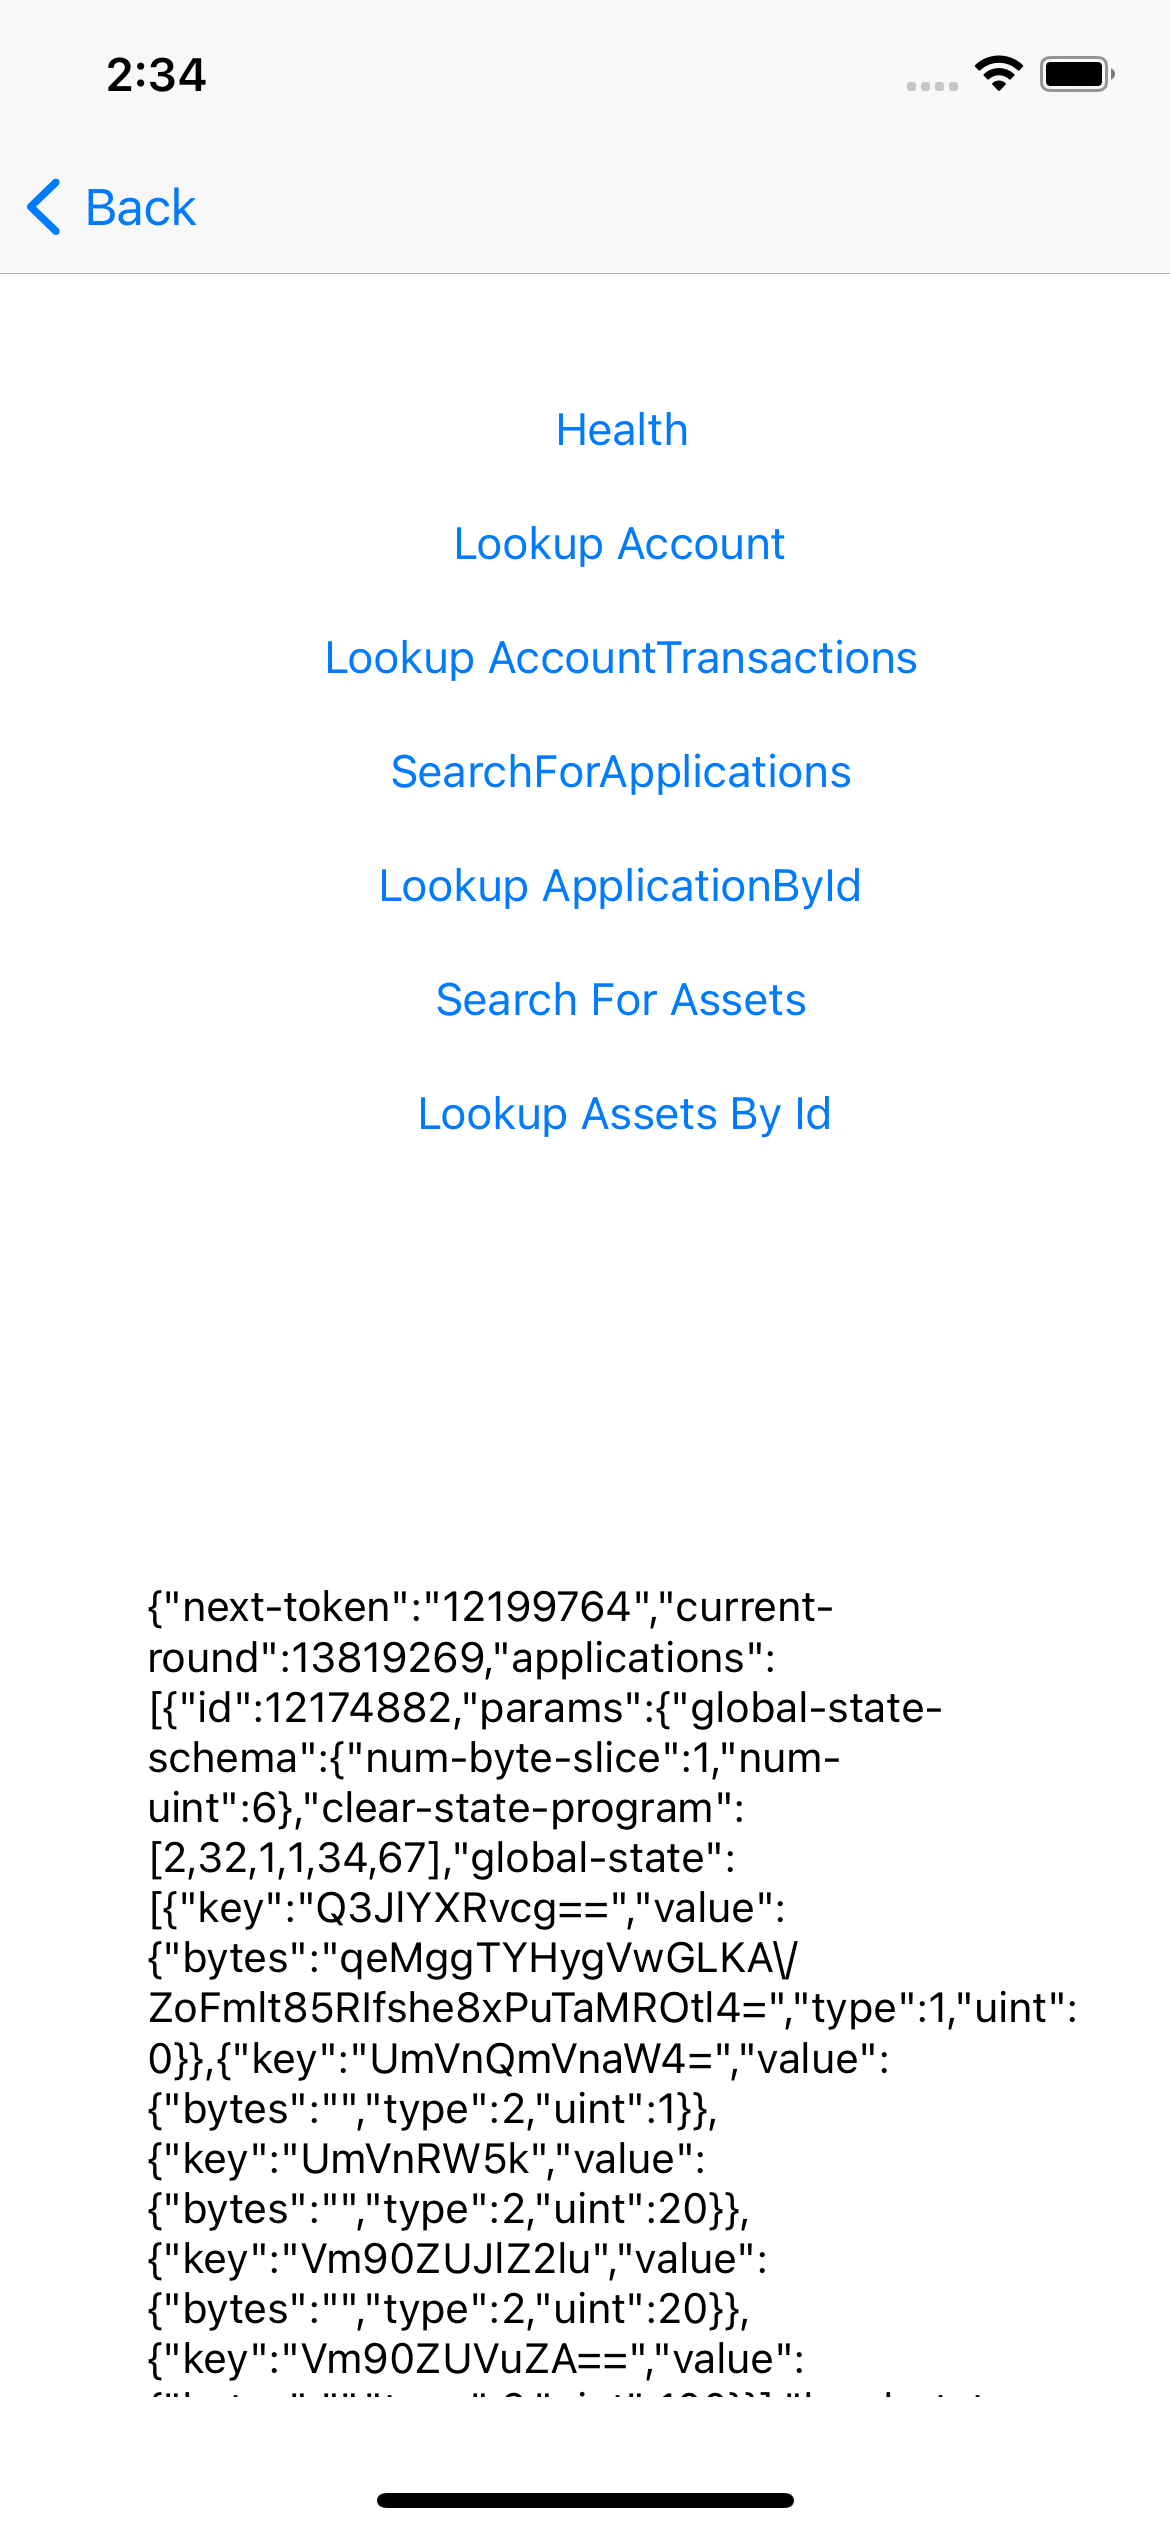 2:34
Back
Health
Lookup Account
Lookup AccountTransactions
SearchForApplications
Lookup ApplicationById
Search For Assets
Lookup Assets By Id
{"next-token":"12199764","current-
round":13819269,"applications":
[{"id":12174882,"params":{"global-state-
schema":{"num-byte-slice":1,"num-
uint":6},"clear-state-program":
[2,32,1,1,34,67],"global-state":
[{"key":"Q3JlYXRvcg==","value":
{"bytes":"qeMggTYHygVwGLKA\/
ZoFmlt85RIfshe8xPuTaMROtl4=","type":1,"uint":
0}},{"key":"UmVnQmVnaW4=","value":
{"bytes":"","type":2,"uint":1}},
{"key":"UmVnRW5k","value":
{"bytes":"","type":2,"uint":20}},
{"key":"Vm90ZUJlZ2lu","value":
{"bytes":"","type":2,"uint":20}},
{"key":"Vm90ZUVuZA==","value":